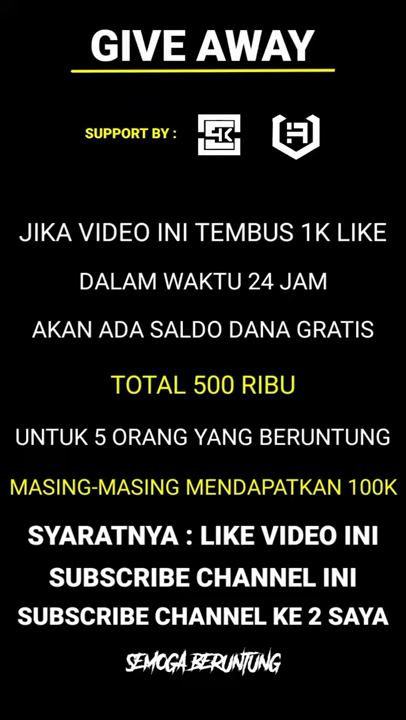 GIVE AWAY
SUPPORT BY :
JIKA VIDEO INI TEMBUS 1K LIKE
DALAM WAKTU 24 JAM
AKAN ADA SALDO DANA GRATIS
TOTAL 500 RIBU
UNTUK 5 ORANG YANG BERUNTUNG
MASING-MASING MENDAPATKAN 100K
SYARATNYA : LIKE VIDEO INI
SUBSCRIBE CHANNEL INI
SUBSCRIBE CHANNEL KE 2 SAYA
SEMOGA BERUNTUNG